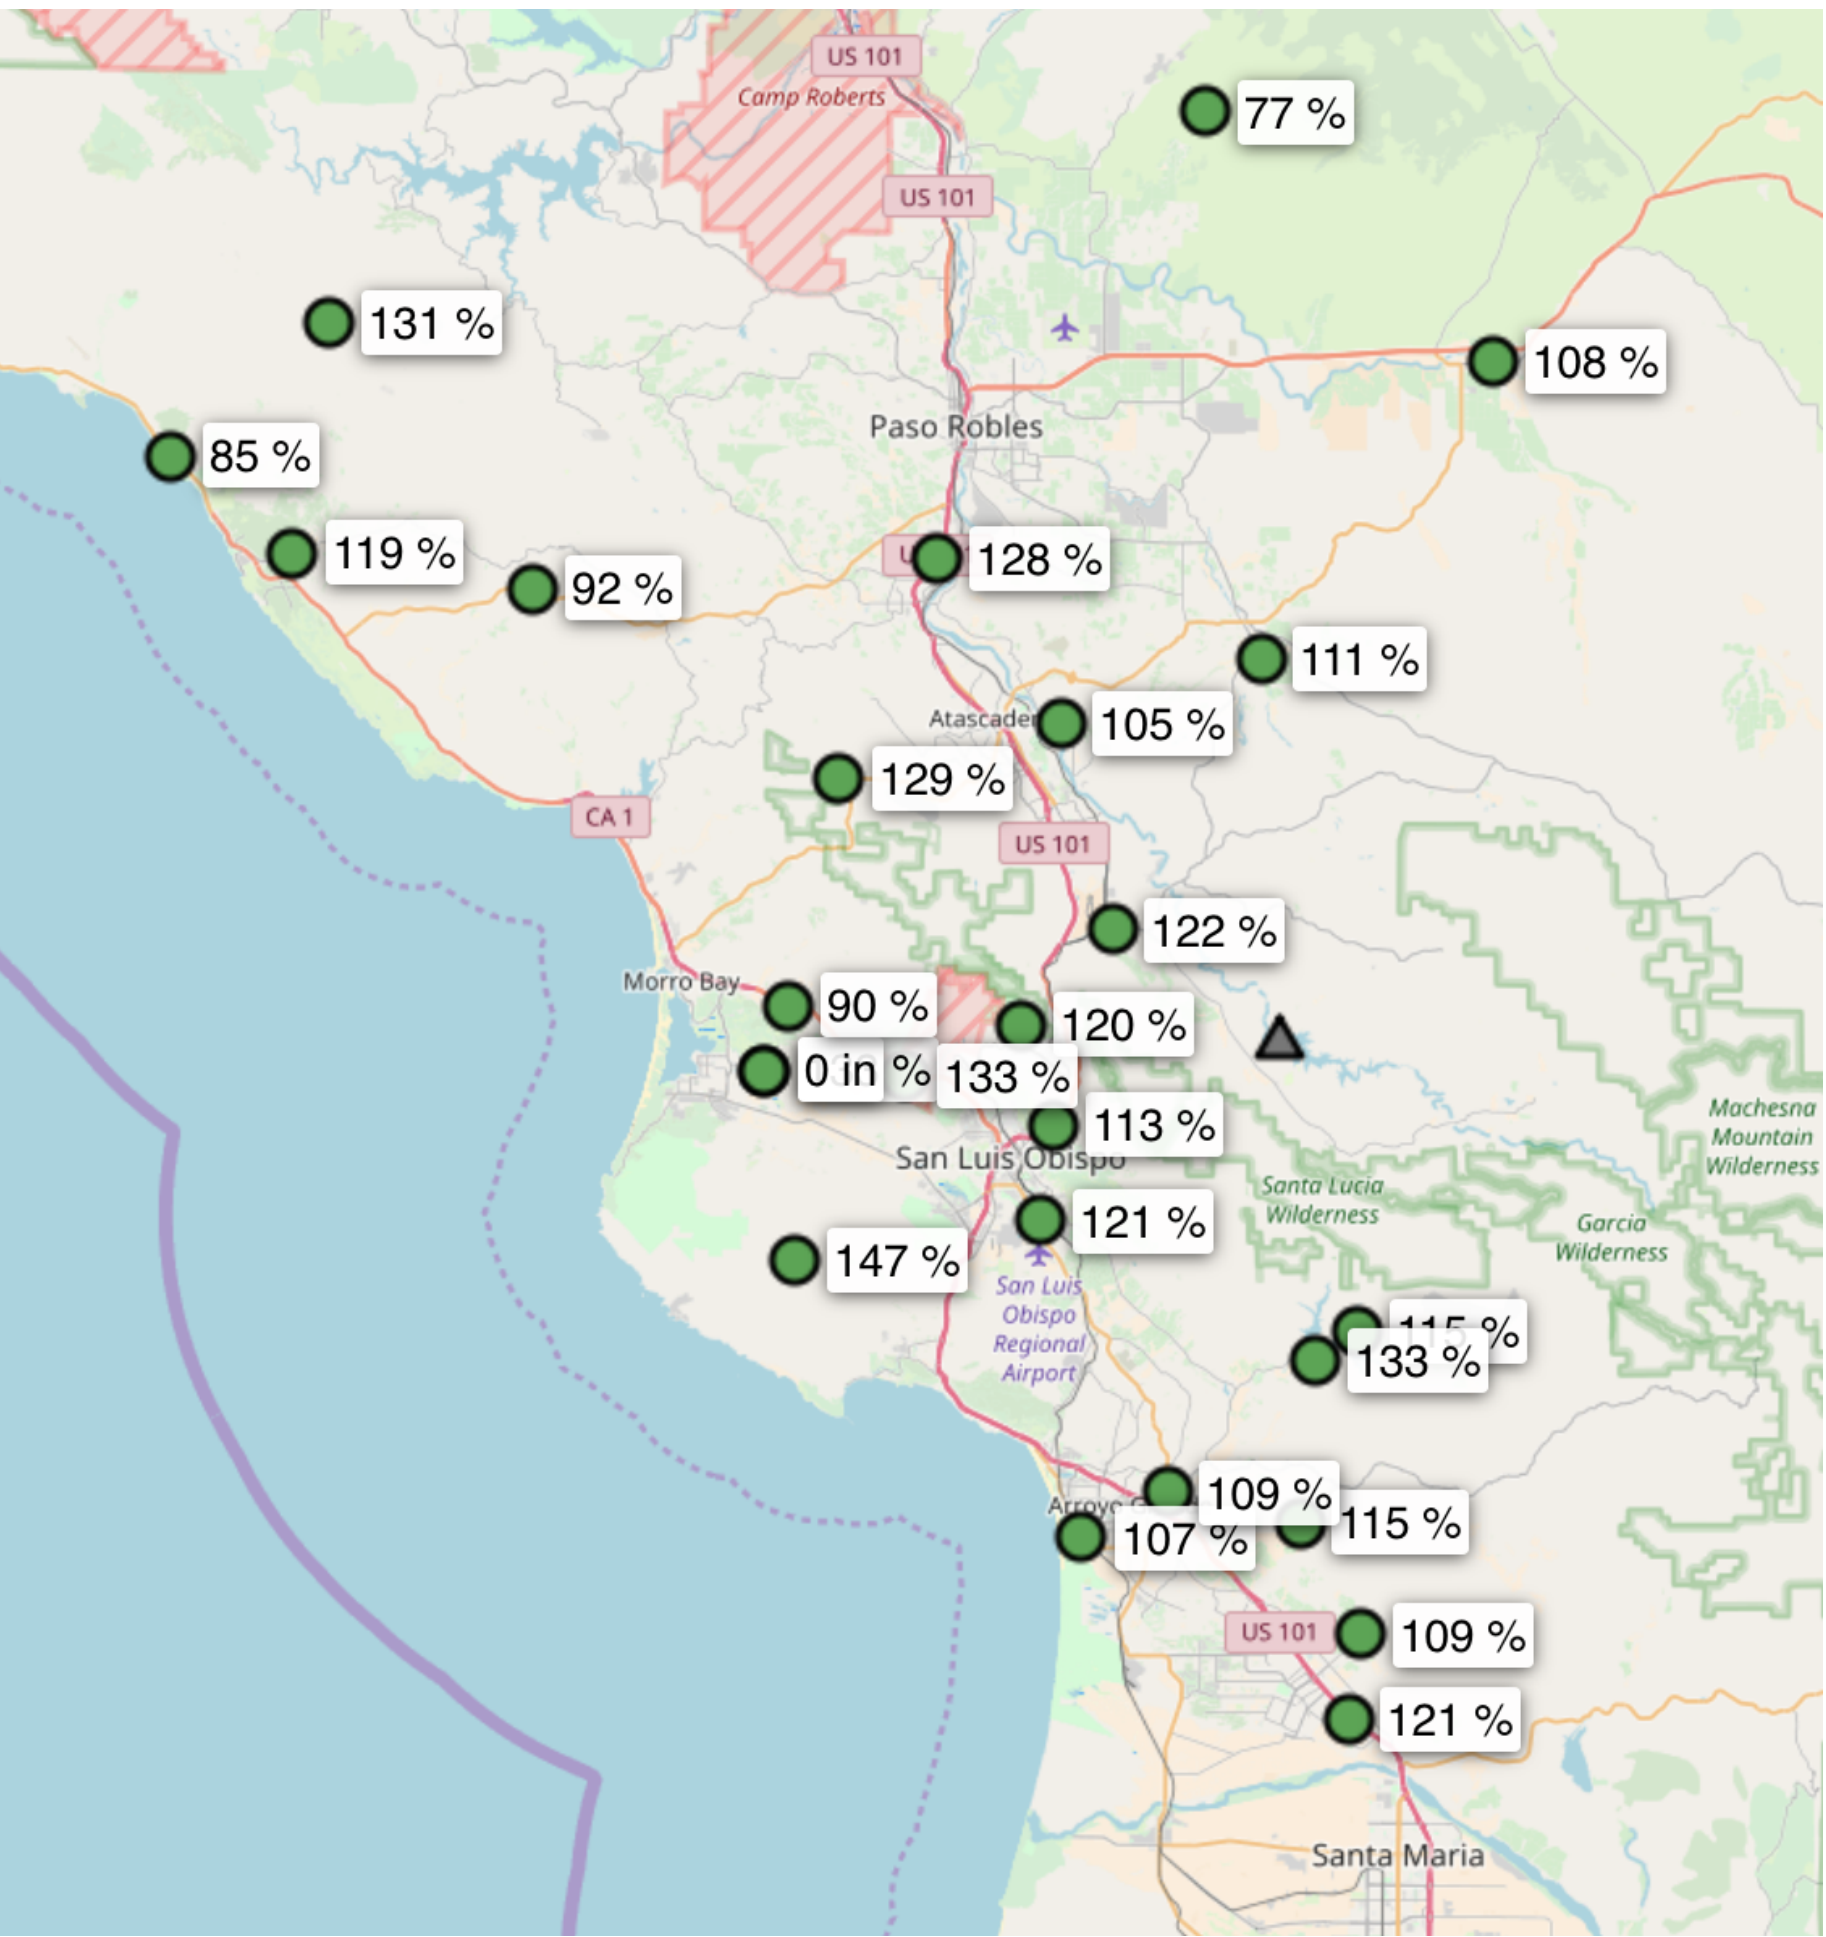 US 101
Camp Roberts
77 %
US 101
131 %
108 %
Paso Robles
85 %
119 %
92 %
128 %
111 %
Atascader
105 %
129 %
CA 1
US 101
122 %
Morro Bay
90 %
120 %
0 in %
133 %
113 %
San Luis Obispo
Machesna
Mountain
Wilderness
Santa Lucia
Wilderness
121 %
Garcia
Wilderness
147 %
San Luis
Obispo
Regional
Airport
115 %
133 %
109 %
Arroyo G
107 %
115 %
US 101
109 %
121 %
Santa Maria